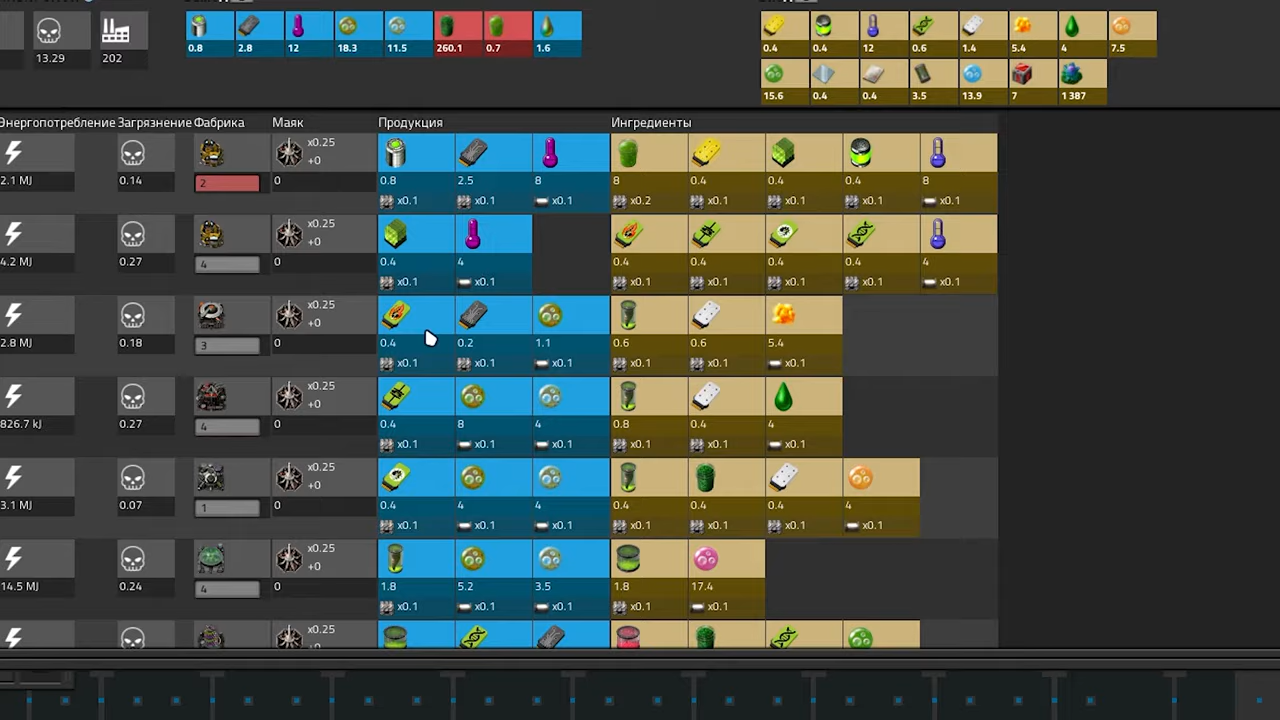 13.29 202 0.8 2.8 12 18.3 11.5 260.1 0.7 1.6 0.4 0.4 12 0.6 1.4 5.4 4 7.5
15.6 0.4 0.4 3.5 13.9 7 1 387
Энергопотребление Загрязнение Фабрика Маяк Продукция Ингредиенты
x0.25
+0
2.1 MJ 0.14 2 0 0.8 2.5 8 8 0.4 0.4 0.4 8
x0.1 x0.1 x0.1 x0.2 x0.1 x0.1 x0.1 x0.1
x0.25
+0
4.2 MJ 0.27 4 0 0.4 4 0.4 0.4 0.4 0.4 4
x0.1 x0.1 x0.1 x0.1 x0.1 x0.1 x0.1
x0.25
+0
2.8 MJ 0.18 3 0 0.4 0.2 1.1 0.6 0.6 5.4
x0.1 x0.1 x0.1 x0.1 x0.1 x0.1
x0.25
+0
826.7 kJ 0.27 4 0 0.4 8 4 0.8 0.4 4
x0.1 x0.1 x0.1 x0.1 x0.1 x0.1
x0.25
+0
3.1 MJ 0.07 1 0 0.4 4 4 0.4 0.4 0.4 4
x0.1 x0.1 x0.1 x0.1 x0.1 x0.1 x0.1
x0.25
+0
14.5 MJ 0.24 4 0 1.8 5.2 3.5 1.8 17.4
x0.1 x0.1 x0.1 x0.1 x0.1
x0.25
+0